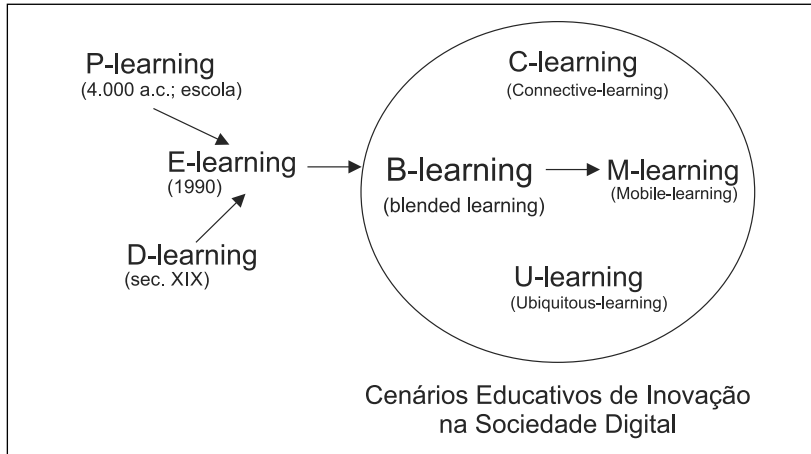 P-learning
(4.000 a.c.; escola)
E-learning
(1990)
D-learning
(sec. XIX)
C-learning
(Connective-learning)
B-learning
(blended learning)
M-learning
(Mobile-learning)
U-learning
(Ubiquitous-learning)
Cenários Educativos de Inovação
na Sociedade Digital